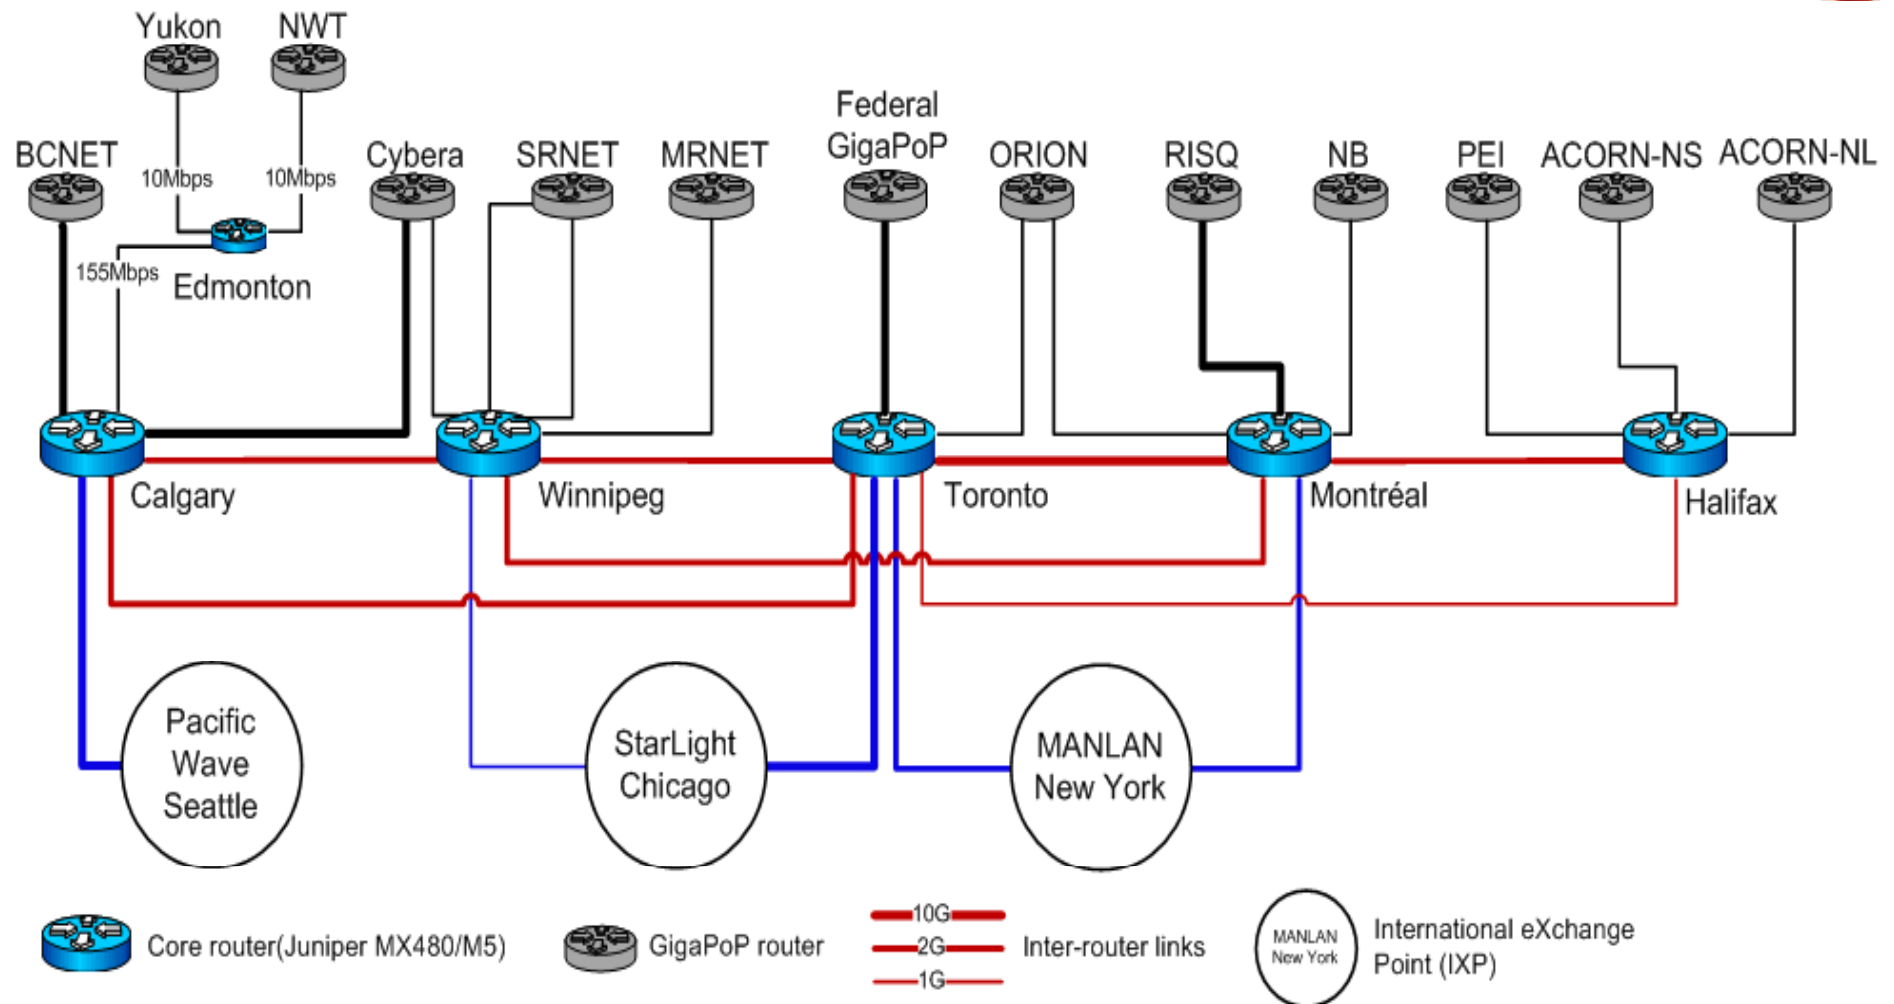 Yukon
NWT
BCNET
10Mbps
10Mbps
Cybera
SRNET
MRNET
Federal
GigaPoP
ORION
RISQ
NB
PEI
ACORN-NS
ACORN-NL
155Mbps
Edmonton
Calgary
Winnipeg
Toronto
Montréal
Halifax
Pacific
Wave
Seattle
StarLight
Chicago
MANLAN
New York
Core router(Juniper MX480/M5)
GigaPoP router
10G
2G
1G
Inter-router links
MANLAN
New York
International eXchange
Point (IXP)